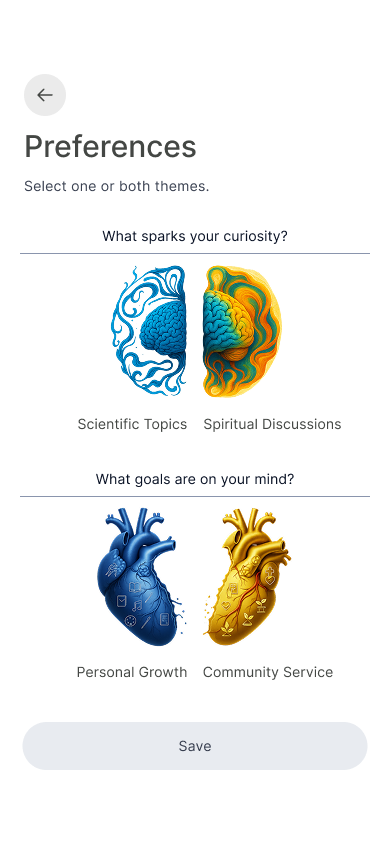 Preferences
Select one or both themes.
What sparks your curiosity?
Scientific Topics
Spiritual Discussions
What goals are on your mind?
Personal Growth
Community Service
Save